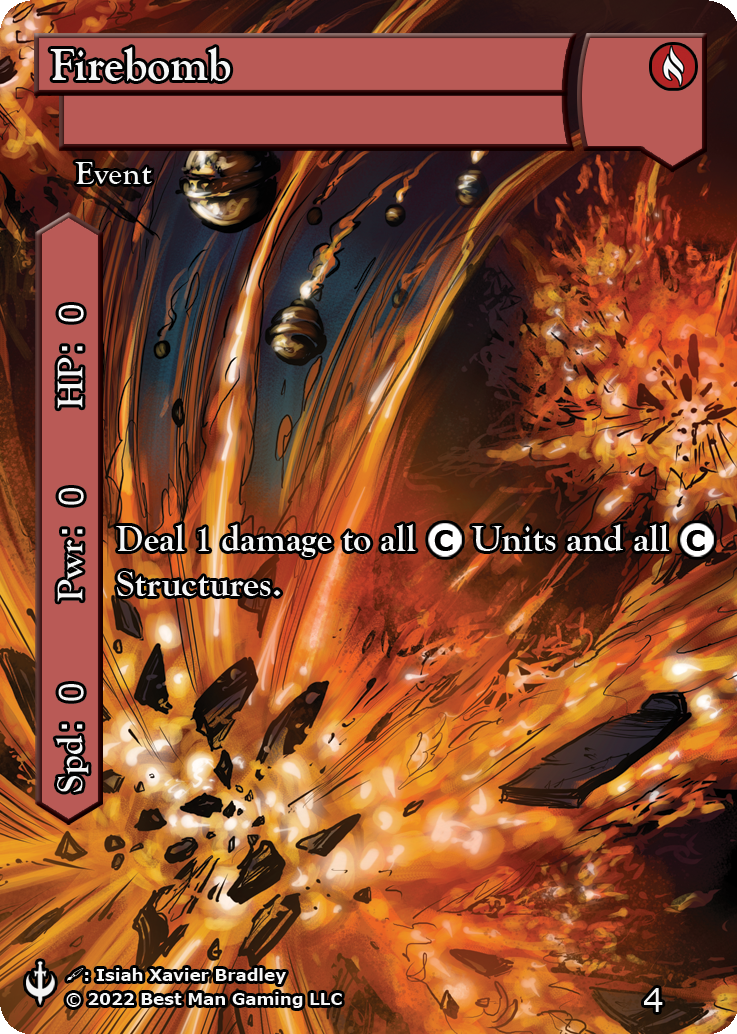 Firebomb
Event
HP: 0
Pwr: 0
Spd: 0
Deal 1 damage to all C Units and all C
Structures.
: Isiah Xavier Bradley
© 2022 Best Man Gaming LLC
4